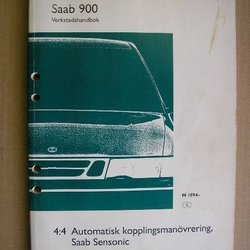 Saab 900
Verkstadshandbok
M 1994-
4:4 Automatisk kopplingsmanövrering,
Saab Sensonic